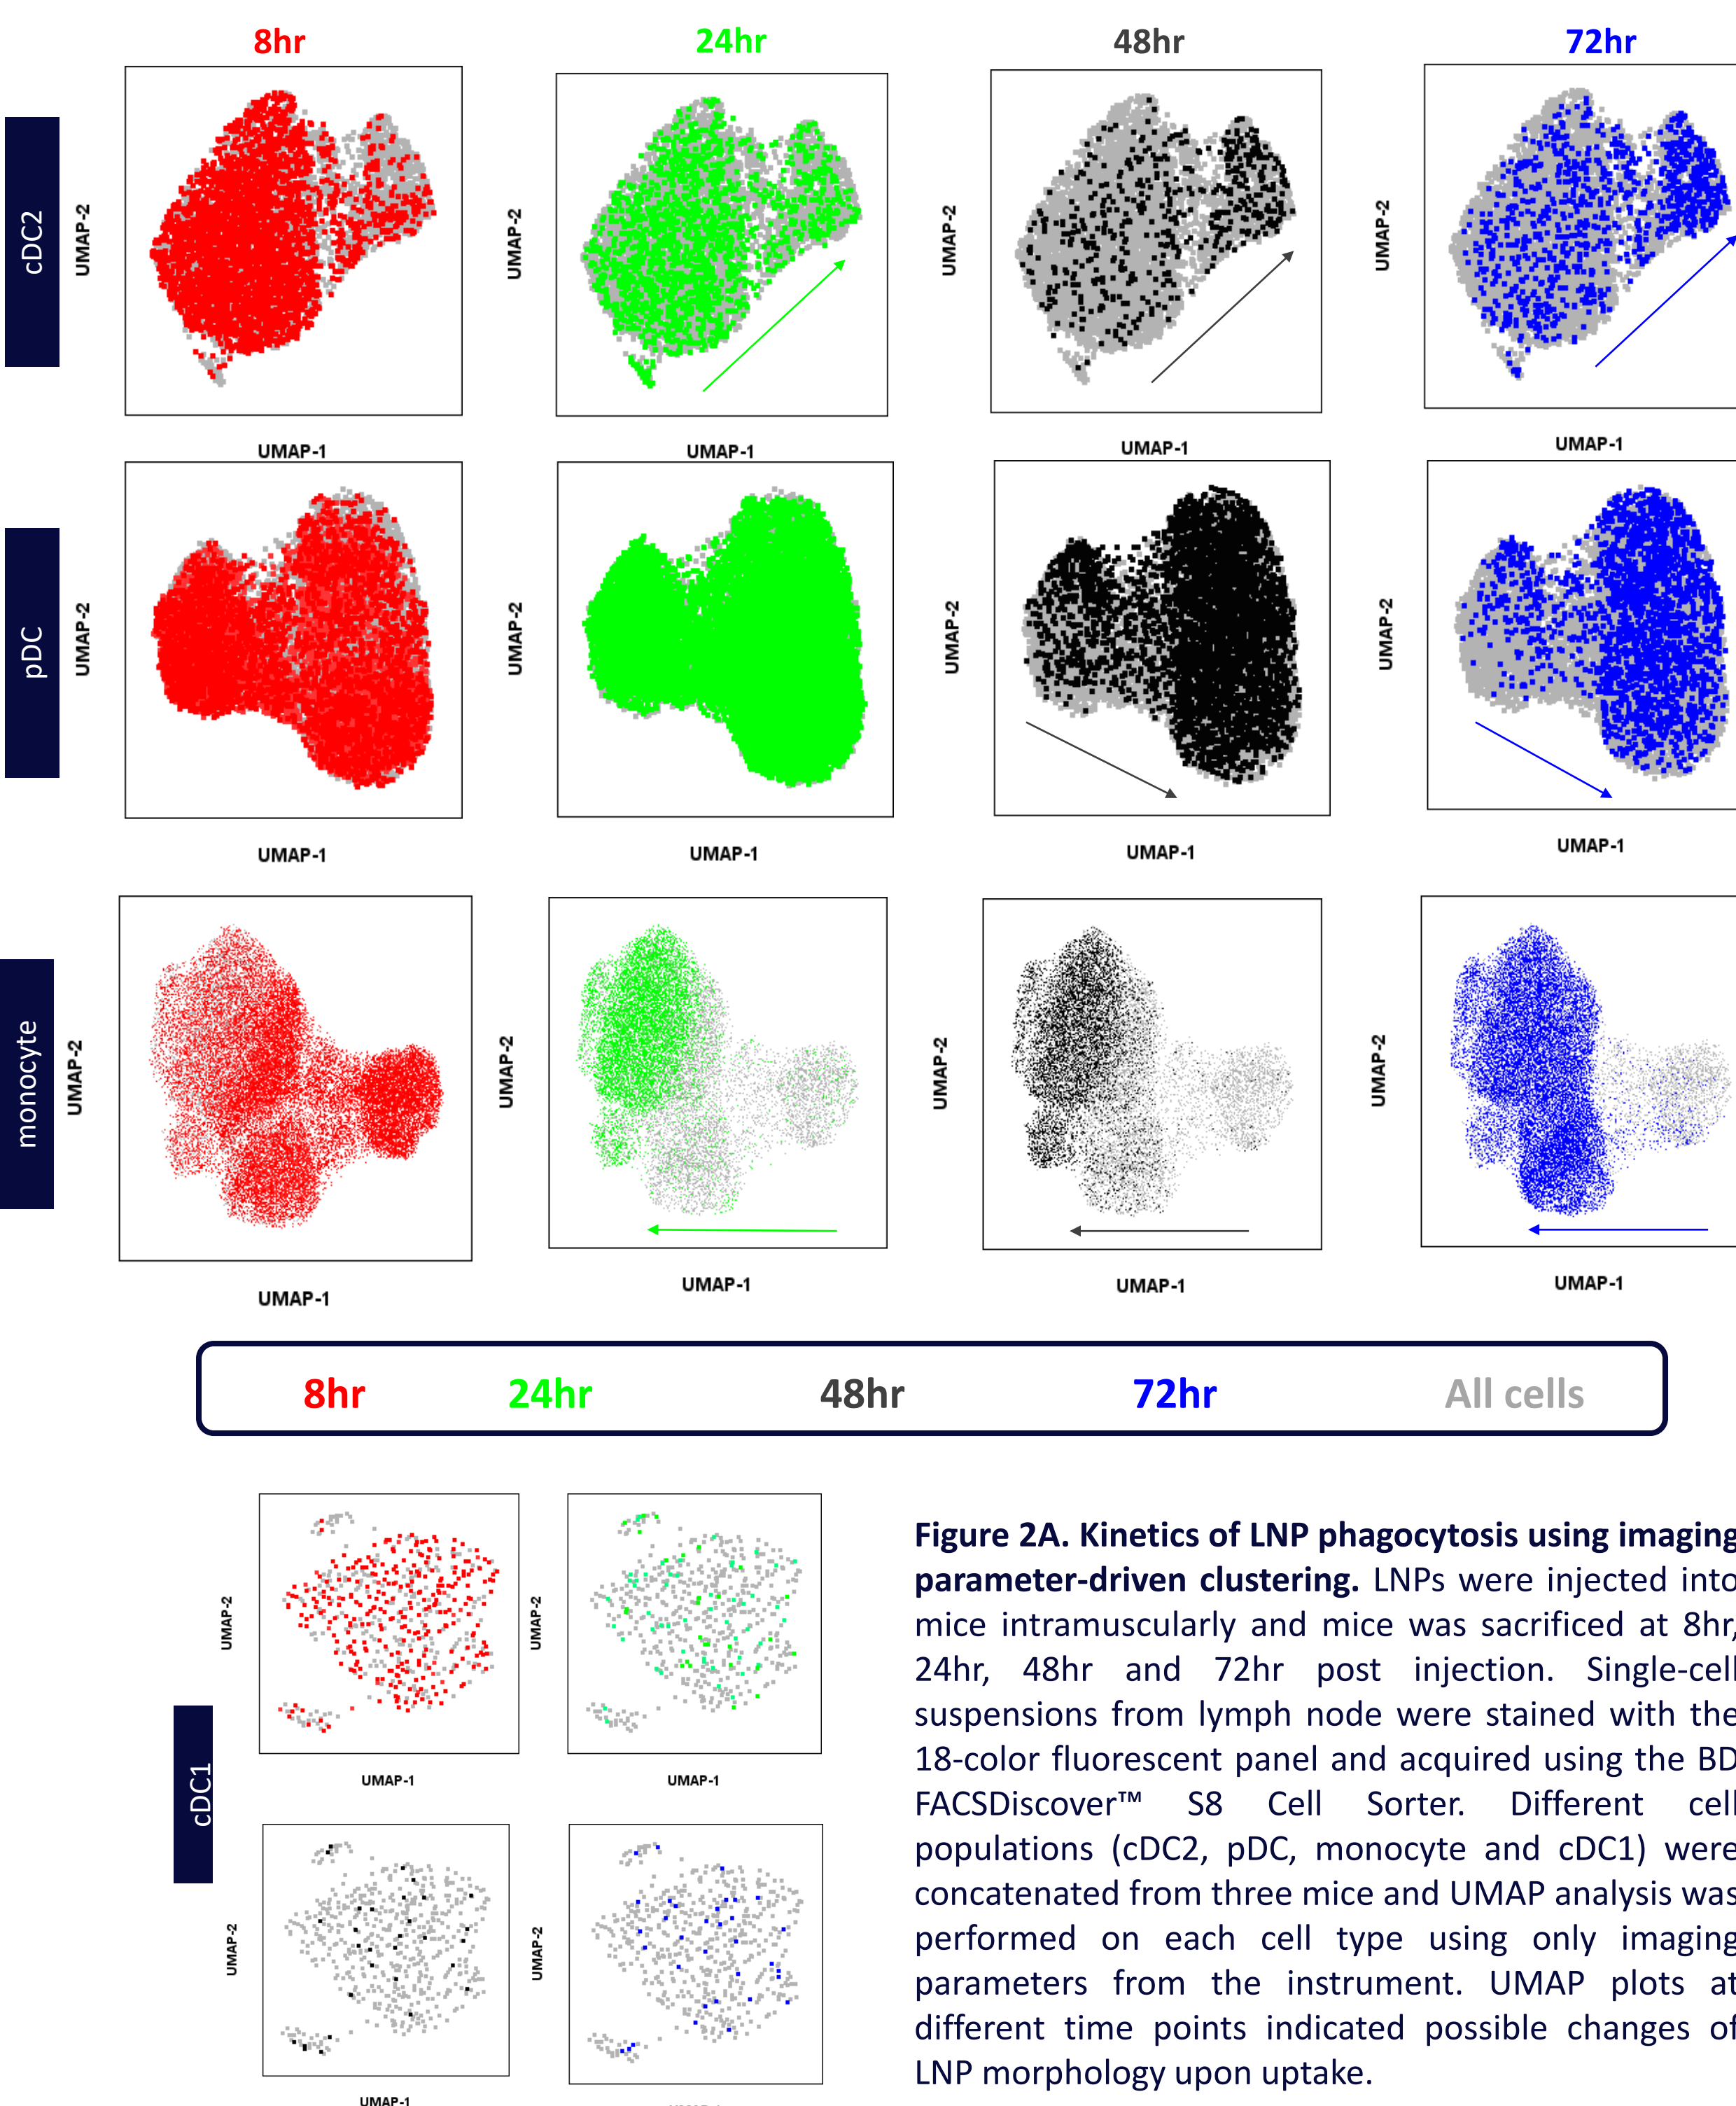 8hr
24hr
48hr
72hr
cDC2
UMAP-2
UMAP-2
UMAP-2
UMAP-2
UMAP-1
UMAP-1
UMAP-1
UMAP-1
pDC
UMAP-2
UMAP-2
UMAP-2
UMAP-2
UMAP-1
UMAP-1
UMAP-1
UMAP-1
monocyte
UMAP-2
UMAP-2
UMAP-2
UMAP-2
UMAP-1
UMAP-1
UMAP-1
UMAP-1
8hr
24hr
48hr
72hr
All cells
cDC1
UMAP-2
UMAP-2
UMAP-1
UMAP-1
UMAP-2
UMAP-2
UMAP-1
Figure 2A. Kinetics of LNP phagocytosis using imaging
parameter-driven clustering. LNPs were injected into
mice intramuscularly and mice was sacrificed at 8hr,
24hr, 48hr and 72hr post injection. Single-cell
suspensions from lymph node were stained with the
18-color fluorescent panel and acquired using the BD
FACSDiscover™ S8 Cell Sorter. Different cell
populations (cDC2, pDC, monocyte and cDC1) were
concatenated from three mice and UMAP analysis was
performed on each cell type using only imaging
parameters from the instrument. UMAP plots at
different time points indicated possible changes of
LNP morphology upon uptake.